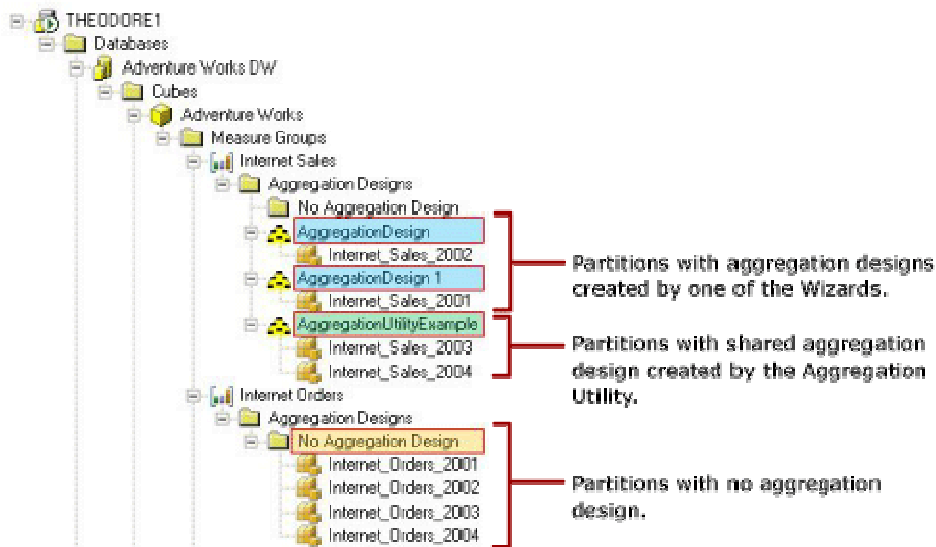 THEODORE1
Databases
Adventure Works DW
Cubes
Adventure Works
Measure Groups
Internet Sales
Aggregation Designs
No Aggregation Design
AggregationDesign
Internet_Sales_2002
AggregationDesign 1
Internet_Sales_2001
AggregationUtilityExample
Internet_Sales_2003
Internet_Sales_2004
Internet Orders
Aggregation Designs
No Aggregation Design
Internet_Orders_2001
Internet_Orders_2002
Internet_Orders_2003
Internet_Orders_2004
Partitions with aggregation designs
created by one of the Wizards.
Partitions with shared aggregation
design created by the Aggregation
Utility.
Partitions with no aggregation
design.